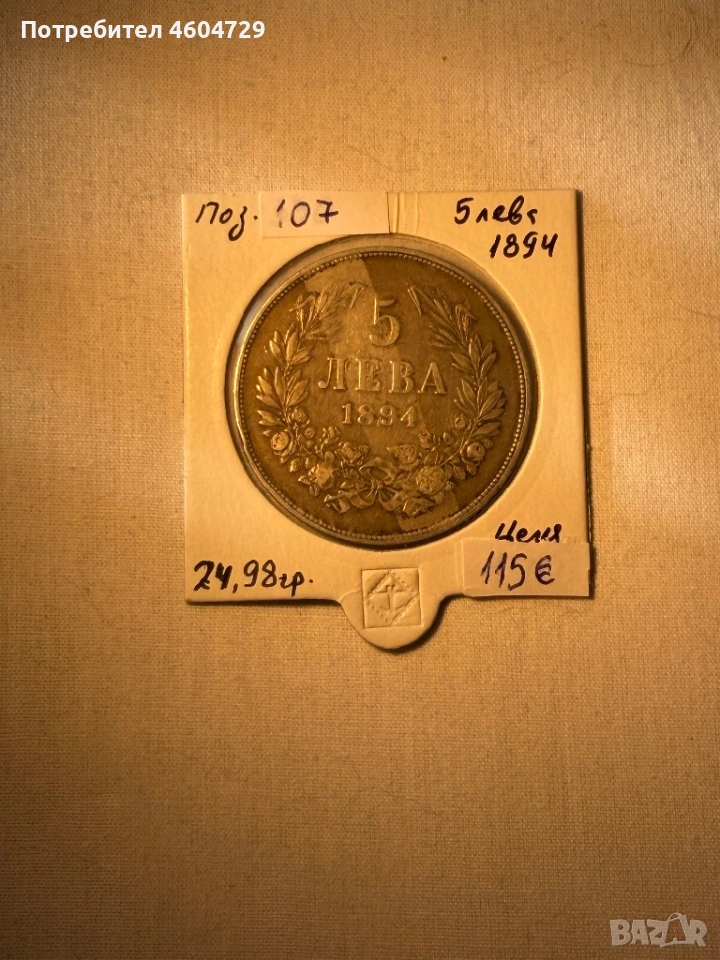 Потребител 4604729
Поз. 107
5 лева
1894
5
ЛЕВА
1894
Цена
24,98гр.
115€
BAZAR